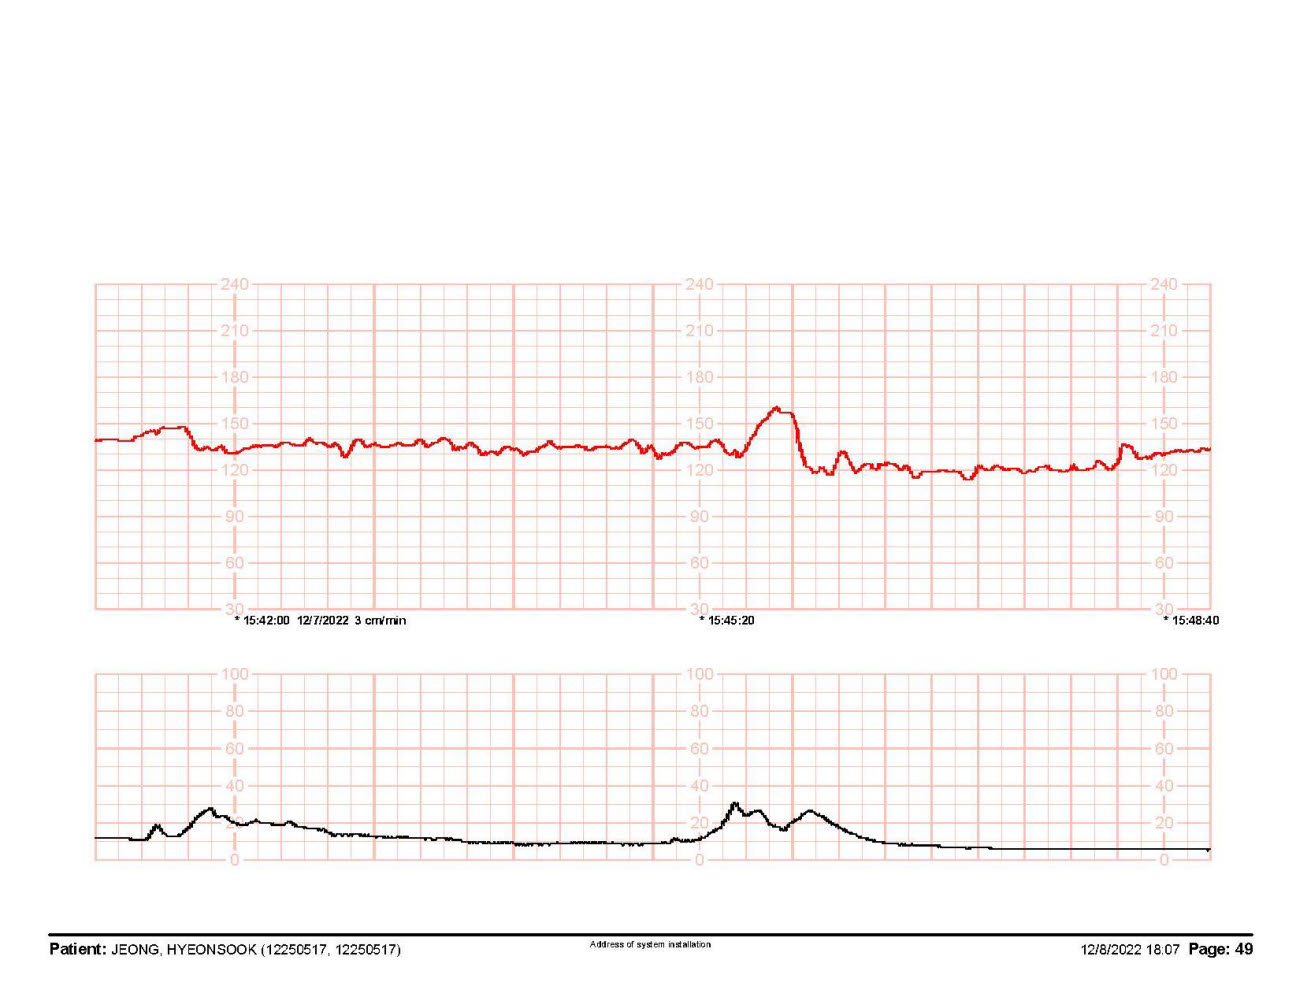 240 240 240
210 210 210
180 180 180
150 150 150
120 120 120
90 90 90
60 60 60
30 30 30
* 15:42:00 12/7/2022 3 cm/min * 15:45:20 * 15:48:40
100 100 100
80 80 80
60 60 60
40 40 40
20 20 20
0 0 0
Patient: JEONG, HYEONSOOK (12250517, 12250517) Address of system installation 12/8/2022 18:07 Page: 49